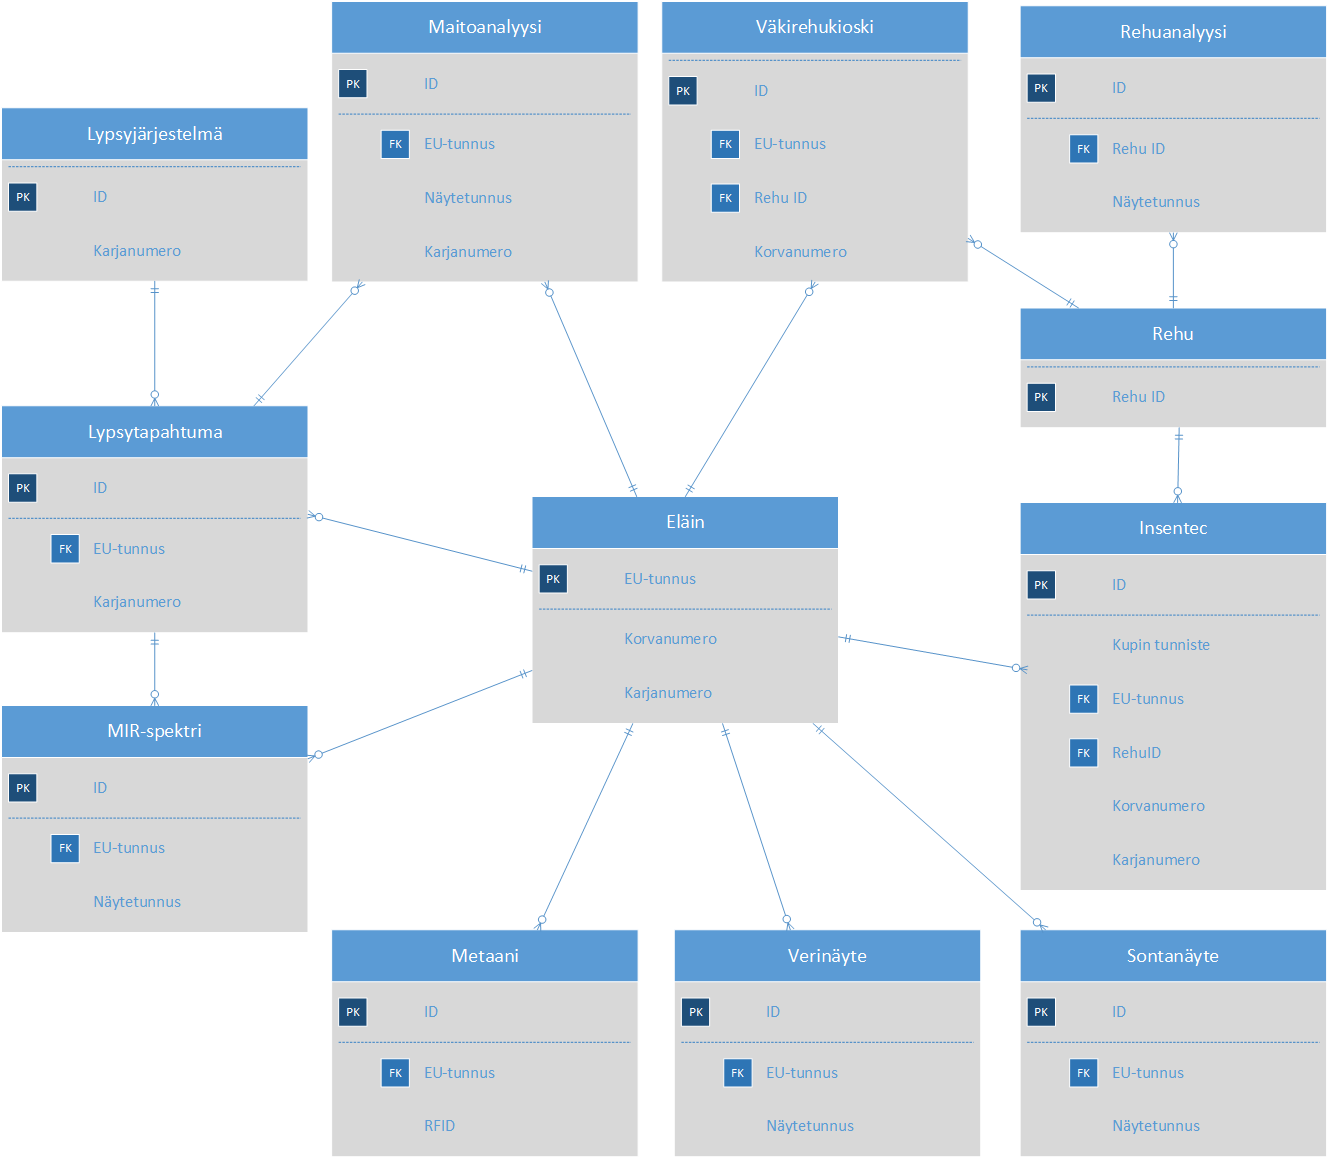 Maitoanalyysi
PK ID
FK EU-tunnus
Näytetunnus
Karjanumero
Väkirehukioski
PK ID
FK EU-tunnus
FK Rehu ID
Korvanumero
Rehuanalyysi
PK ID
FK Rehu ID
Näytetunnus
Lypsyjärjestelmä
PK ID
Karjanumero
Rehu
PK Rehu ID
Lypsytapahtuma
PK ID
FK EU-tunnus
Karjanumero
Eläin
PK EU-tunnus
Korvanumero
Karjanumero
Insentec
PK ID
Kupin tunniste
FK EU-tunnus
FK RehuID
Korvanumero
Karjanumero
MIR-spektri
PK ID
FK EU-tunnus
Näytetunnus
Metaani
PK ID
FK EU-tunnus
RFID
Verinäyte
PK ID
FK EU-tunnus
Näytetunnus
Sontanäyte
PK ID
FK EU-tunnus
Näytetunnus